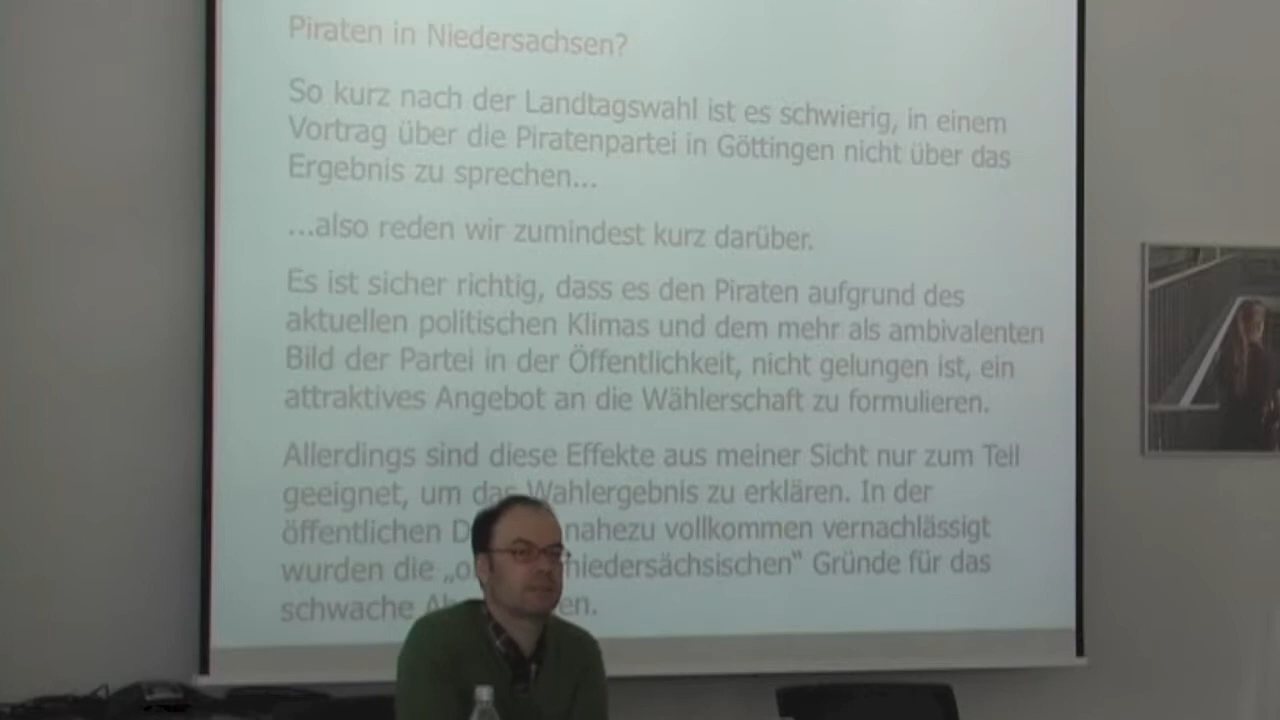 Piraten in Niedersachsen?
So kurz nach der Landtagswahl ist es schwierig, in einem
Vortrag über die Piratenpartei in Göttingen nicht über das
Ergebnis zu sprechen...
...also reden wir zumindest kurz darüber.
Es ist sicher richtig, dass es den Piraten aufgrund des
aktuellen politischen Klimas und dem mehr als ambivalenten
Bild der Partei in der Öffentlichkeit, nicht gelungen ist, ein
attraktives Angebot an die Wählerschaft zu formulieren.
Allerdings sind diese Effekte aus meiner Sicht nur zum Teil
geeignet, um das Wahlergebnis zu erklären. In der
öffentlichen nahezu vollkommen vernachlässigt
wurden die niedersächsischen“ Gründe für das
schwache